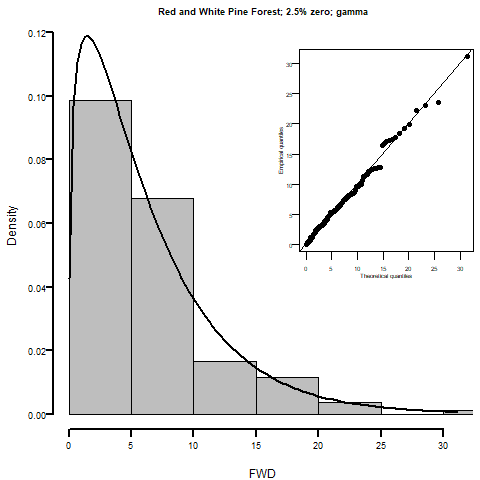 Red and White Pine Forest; 2.5% zero; gamma
0.12
0.10
0.08
0.06
0.04
0.02
0.00
Density
0 5 10 15 20 25 30
FWD
30
25
20
15
10
5
0
Empirical quantiles
0 5 10 15 20 25 30
Theoretical quantiles